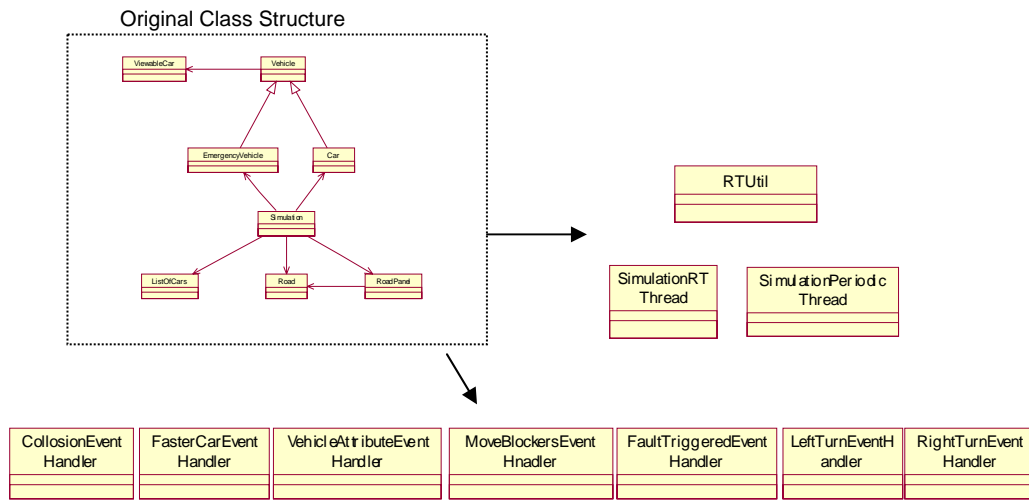 Original Class Structure
ViewableCar
Vehicle
EmergencyVehicle
Car
Simulation
ListOfCars
Road
RoadPanel
RTUtil
SimulationRT
Thread
SimulationPeriodic
Thread
CollosionEvent
Handler
FasterCarEvent
Handler
VehicleAttributeEvent
Handler
MoveBlockersEvent
Hnadler
FaultTriggeredEvent
Handler
LeftTurnEventH
andler
RightTurnEvent
Handler